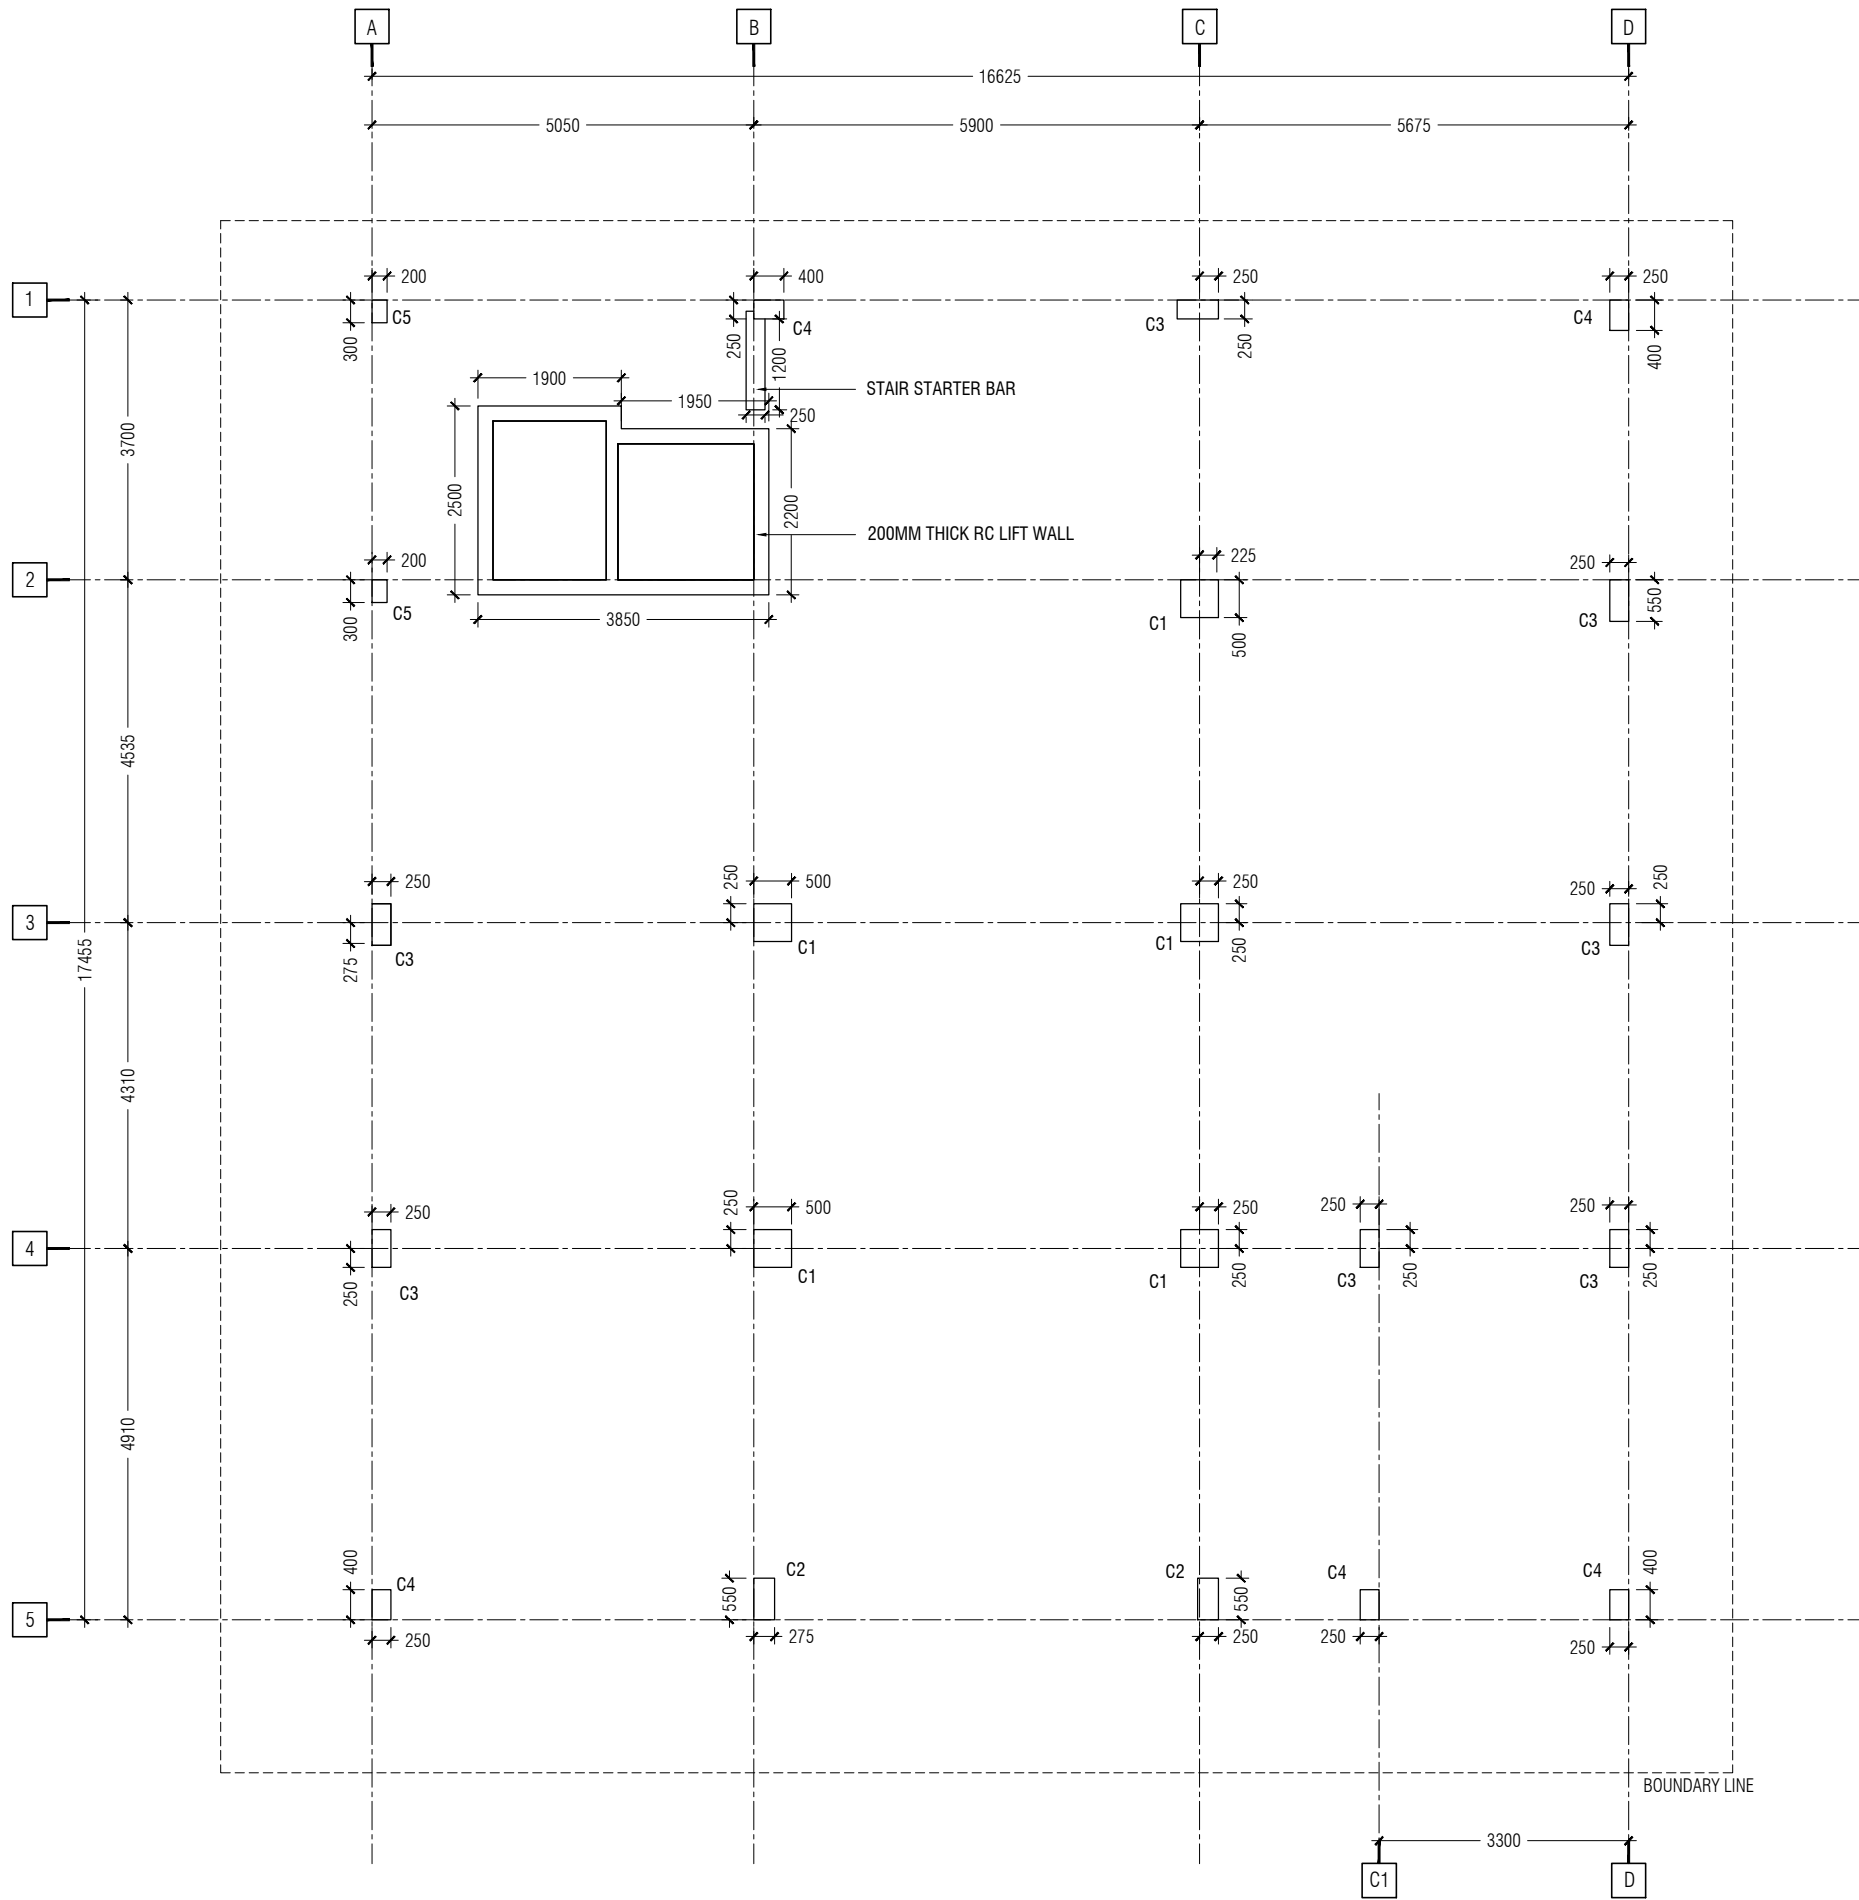 A B C D
16625
5050 5900 5675
200 400 250 250
1
C5 C4 C3 C4
300 250 1200 250 400
1900
1950
STAIR STARTER BAR
250
3700
2500 2200
200MM THICK RC LIFT WALL
200 225 250
2
C5 C1 C3
300 500 550
3850
4535
250 250 500 250 250 250
3
C3 C1 C1 C3
275 250
17455
4310
250 250 500 250 250 250
4
C3 C1 C1 C3 C3
250 250 250 250
4910
400 C4 C2 C2 C4 C4 400
550 550
5
250 275 250 250 250
BOUNDARY LINE
3300
C1 D